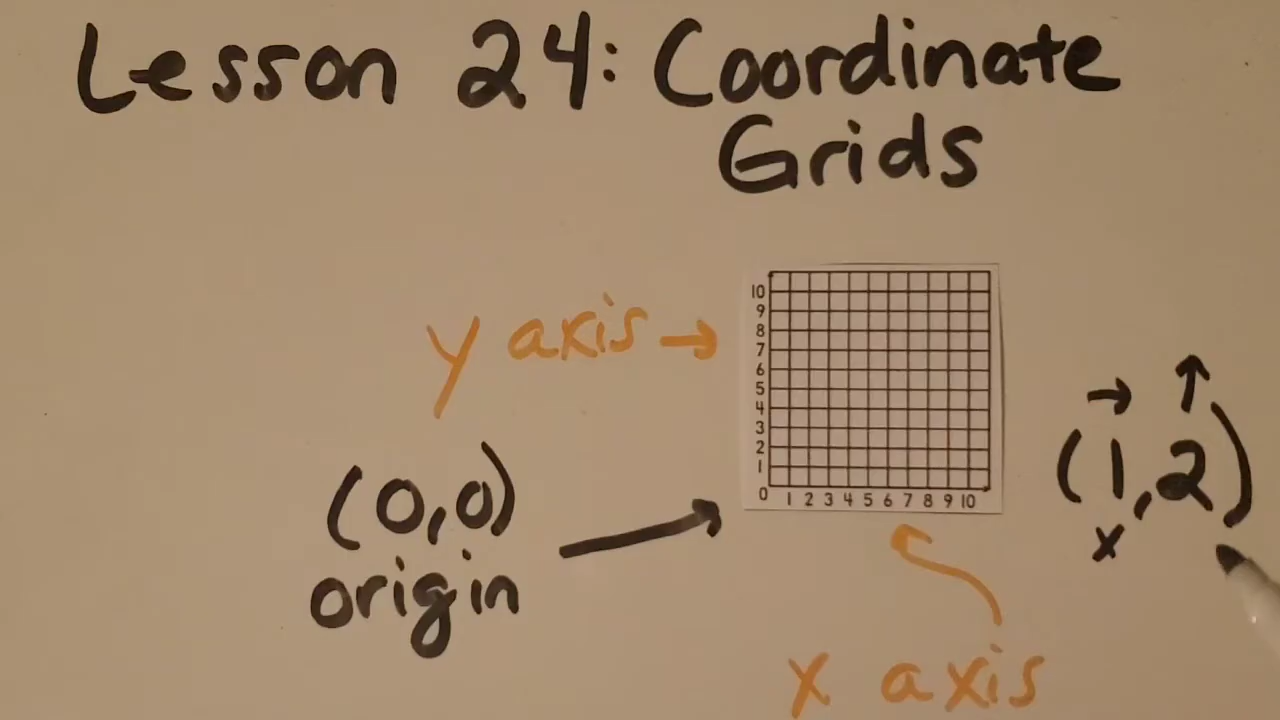 Lesson 24: Coordinate
Grids
y axis →
10
9
8
7
6
5
4
3
2
1
0
1 2 3 4 5 6 7 8 9 10
→ ↑
(1,2)
x
(0,0)
origin
x axis